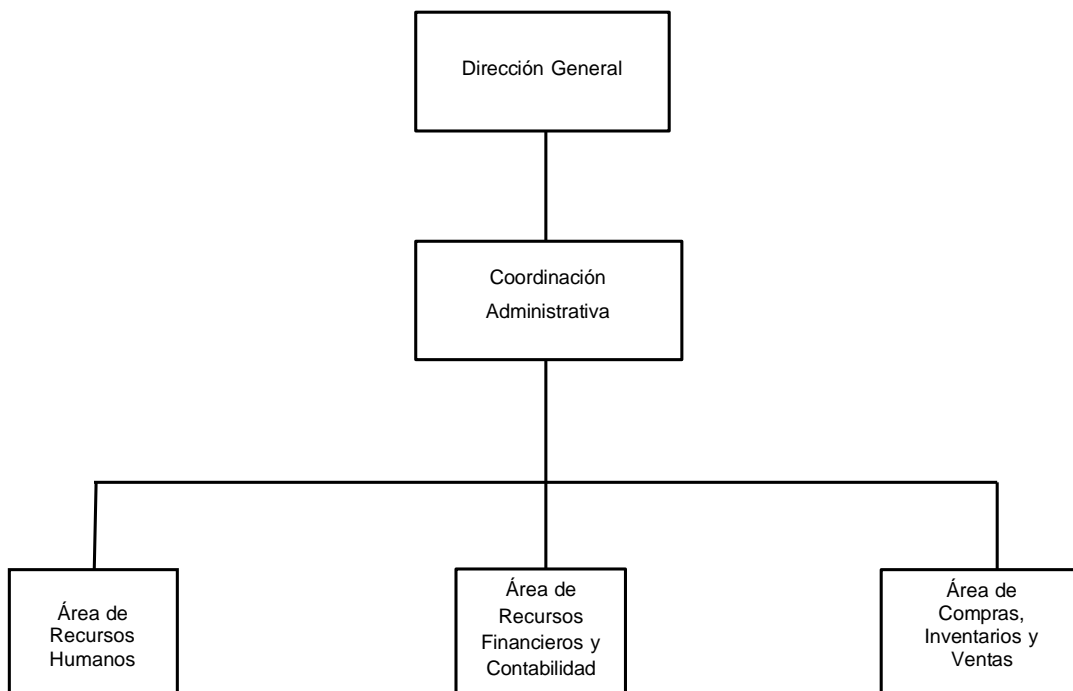 Dirección General
Coordinación
Administrativa
Área de
Recursos
Humanos
Área de
Recursos
Financieros y
Contabilidad
Área de
Compras,
Inventarios y
Ventas